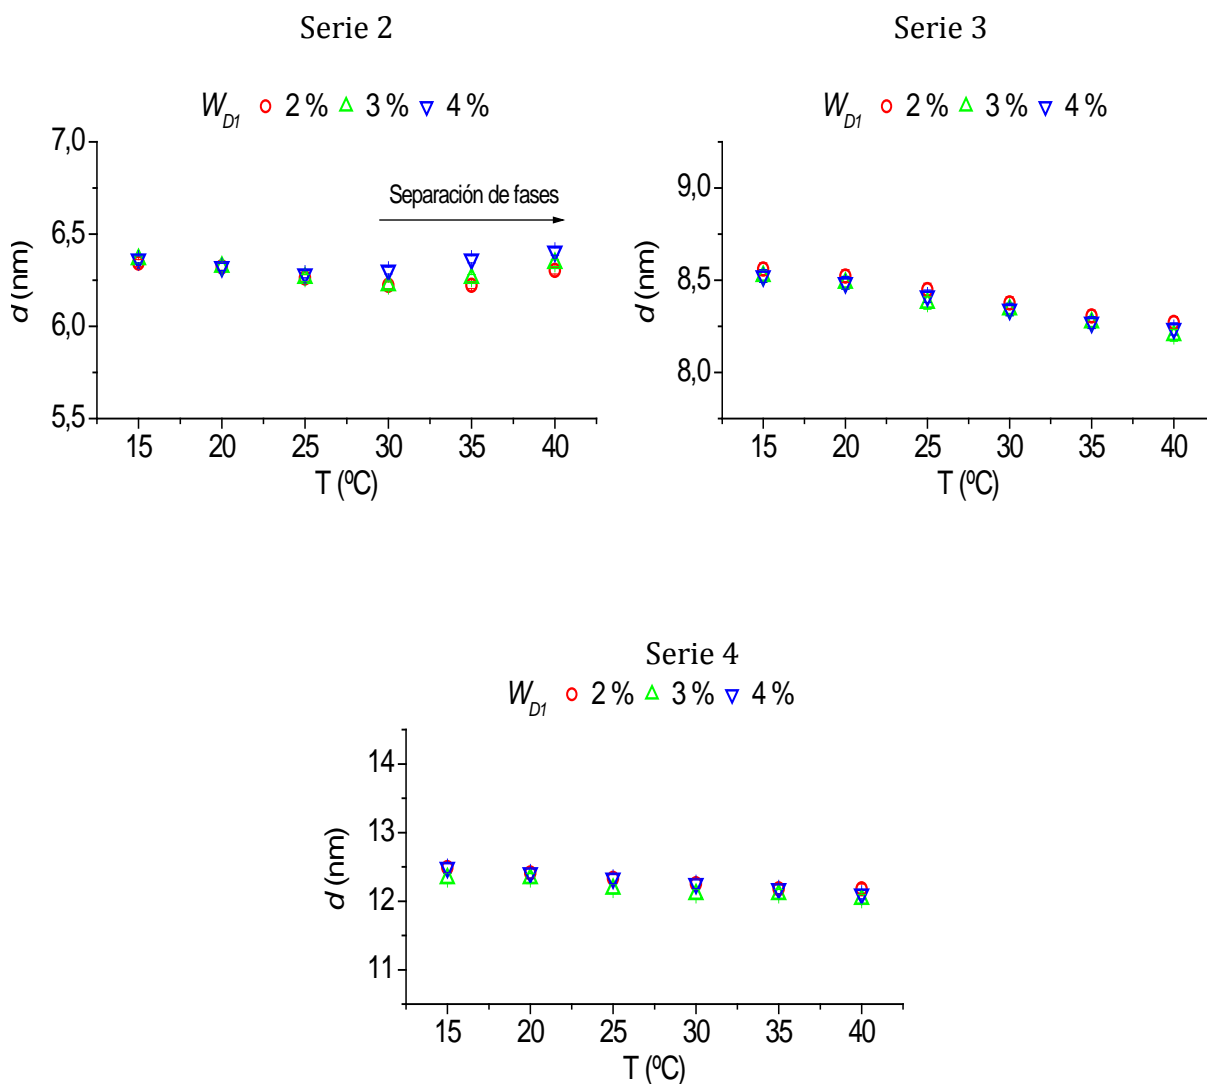 Serie 2
W_D1 ○ 2 % △ 3 % ▽ 4 %
7,0
6,5
6,0
5,5
d (nm)
Separación de fases
15 20 25 30 35 40
T (ºC)
Serie 3
W_D1 ○ 2 % △ 3 % ▽ 4 %
9,0
8,5
8,0
d (nm)
15 20 25 30 35 40
T (ºC)
Serie 4
W_D1 ○ 2 % △ 3 % ▽ 4 %
14
13
12
11
d (nm)
15 20 25 30 35 40
T (ºC)